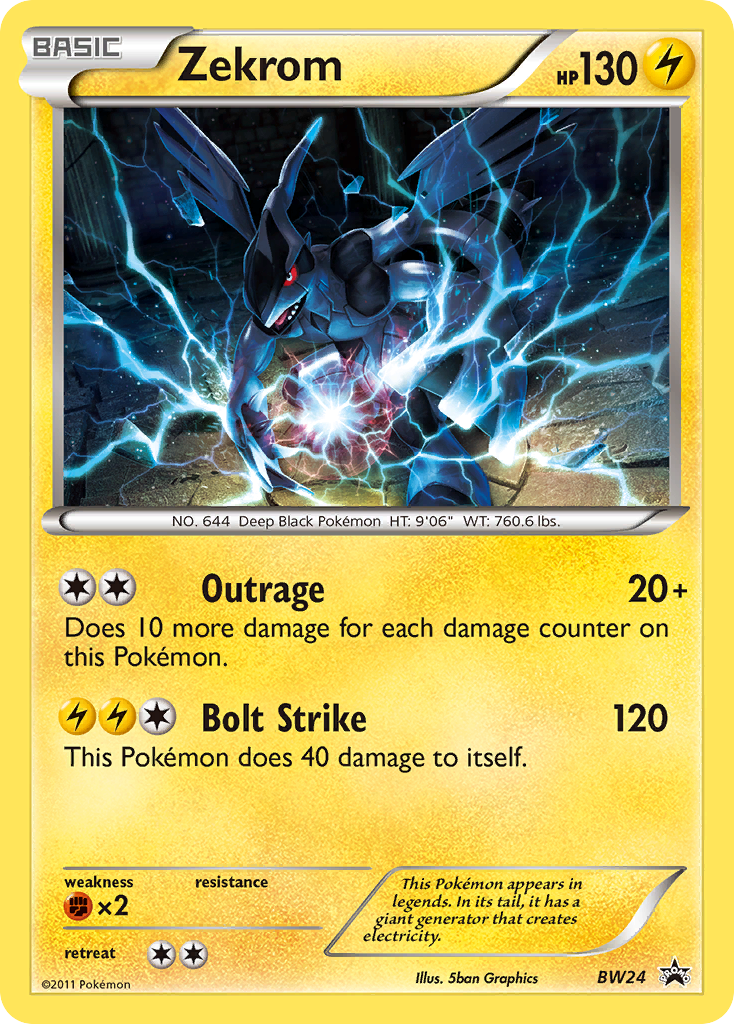 BASIC
Zekrom
HP130
NO. 644 Deep Black Pokémon HT: 9'06" WT: 760.6 lbs.
Outrage 20+
Does 10 more damage for each damage counter on
this Pokémon.
Bolt Strike 120
This Pokémon does 40 damage to itself.
weakness
resistance
×2
retreat
This Pokémon appears in
legends. In its tail, it has a
giant generator that creates
electricity.
©2011 Pokémon
Illus. 5ban Graphics
BW24
PROMO